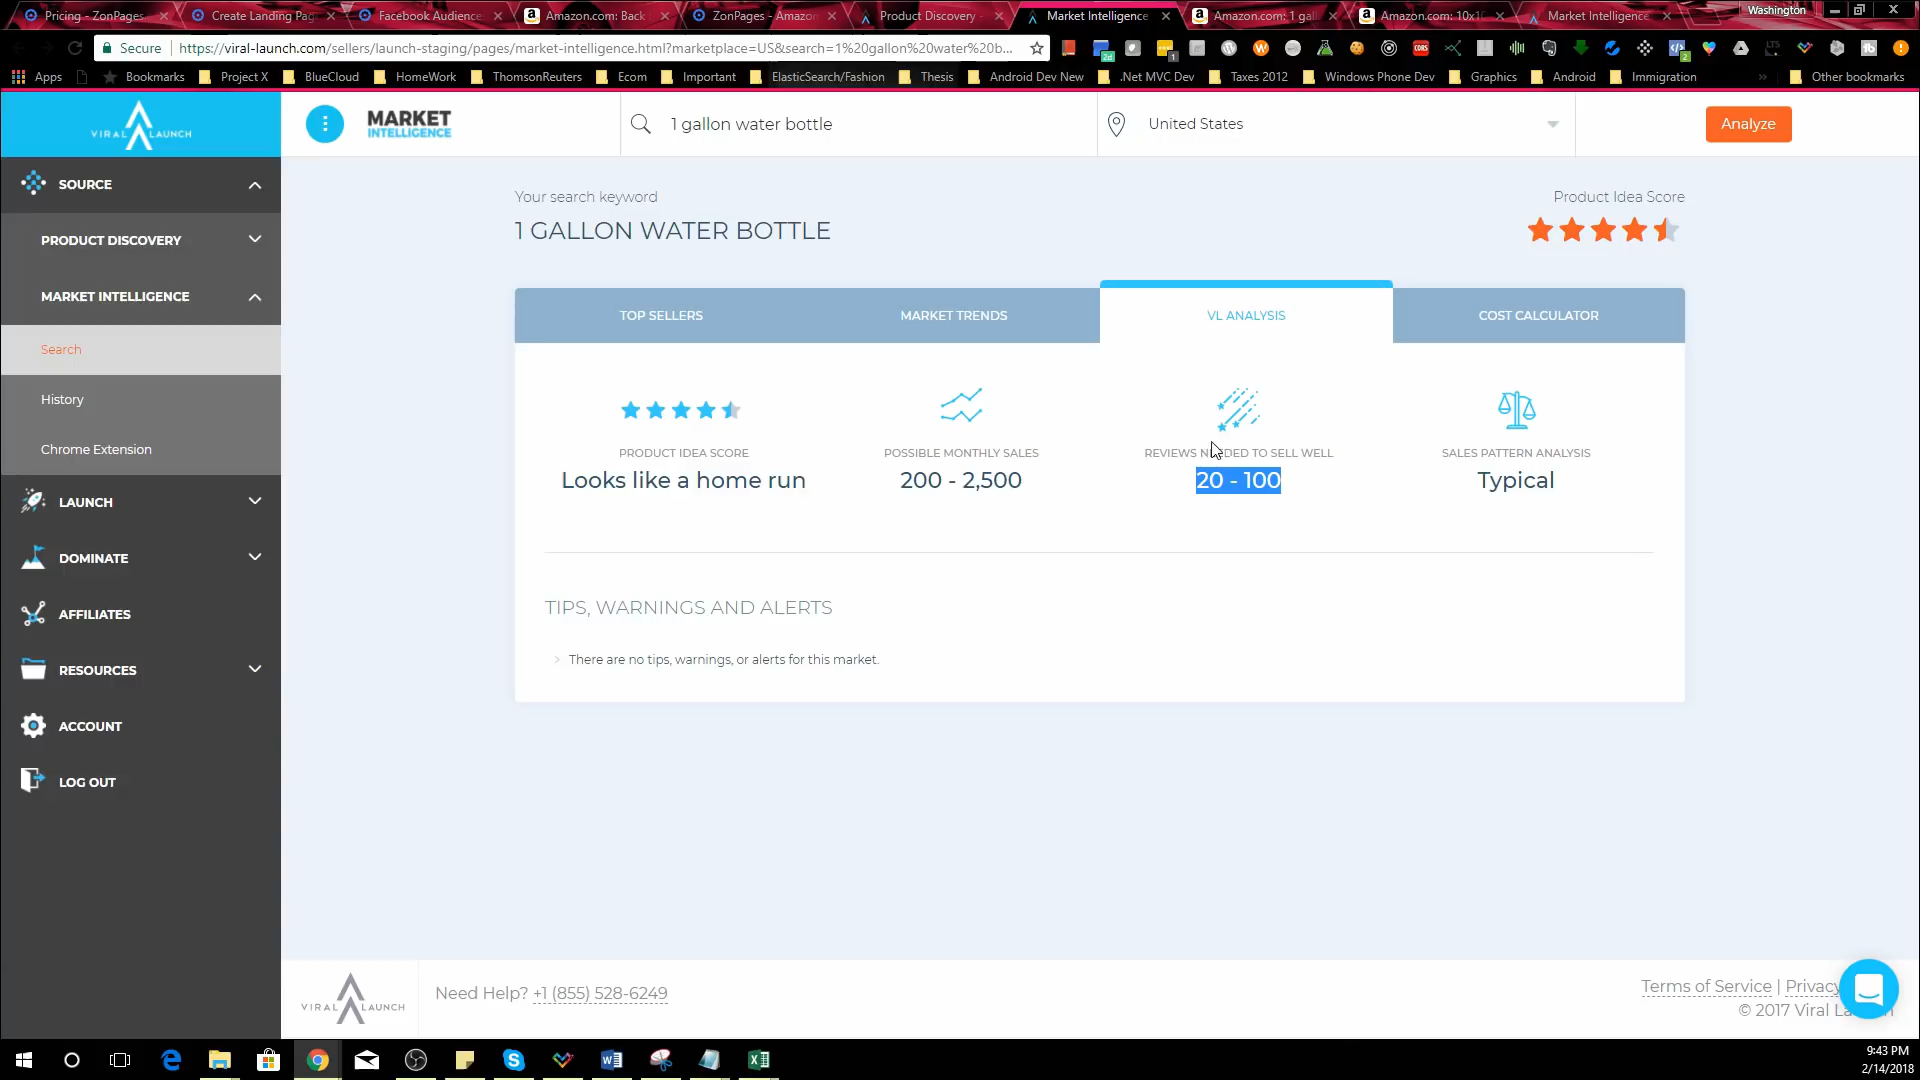 Pricing - ZonPages
Create Landing Pag
Facebook Audience
Amazon.com: Back
ZonPages - Amazo
Product Discovery -
Market Intelligence
Amazon.com: 1 gal
Amazon.com: 10x1
Market Intelligence
Washington
Secure
https://viral-launch.com/sellers/launch-staging/pages/market-intelligence.html?marketplace=US&search=1%20gallon%20water%20b...
Apps
Bookmarks
Project X
BlueCloud
HomeWork
ThomsonReuters
Ecom
Important
ElasticSearch/Fashion
Thesis
Android Dev New
.Net MVC Dev
Taxes 2012
Windows Phone Dev
Graphics
Android
Immigration
»
Other bookmarks
VIRAL LAUNCH
MARKET
INTELLIGENCE
1 gallon water bottle
United States
Analyze
SOURCE
PRODUCT DISCOVERY
MARKET INTELLIGENCE
Search
History
Chrome Extension
LAUNCH
DOMINATE
AFFILIATES
RESOURCES
ACCOUNT
LOG OUT
Your search keyword
1 GALLON WATER BOTTLE
Product Idea Score
TOP SELLERS
MARKET TRENDS
VL ANALYSIS
COST CALCULATOR
PRODUCT IDEA SCORE
Looks like a home run
POSSIBLE MONTHLY SALES
200 - 2,500
REVIEWS NEEDED TO SELL WELL
20 - 100
SALES PATTERN ANALYSIS
Typical
TIPS, WARNINGS AND ALERTS
There are no tips, warnings, or alerts for this market.
VIRAL LAUNCH
Need Help? +1 (855) 528-6249
Terms of Service | Privacy
© 2017 Viral La
9:43 PM
2/14/2018